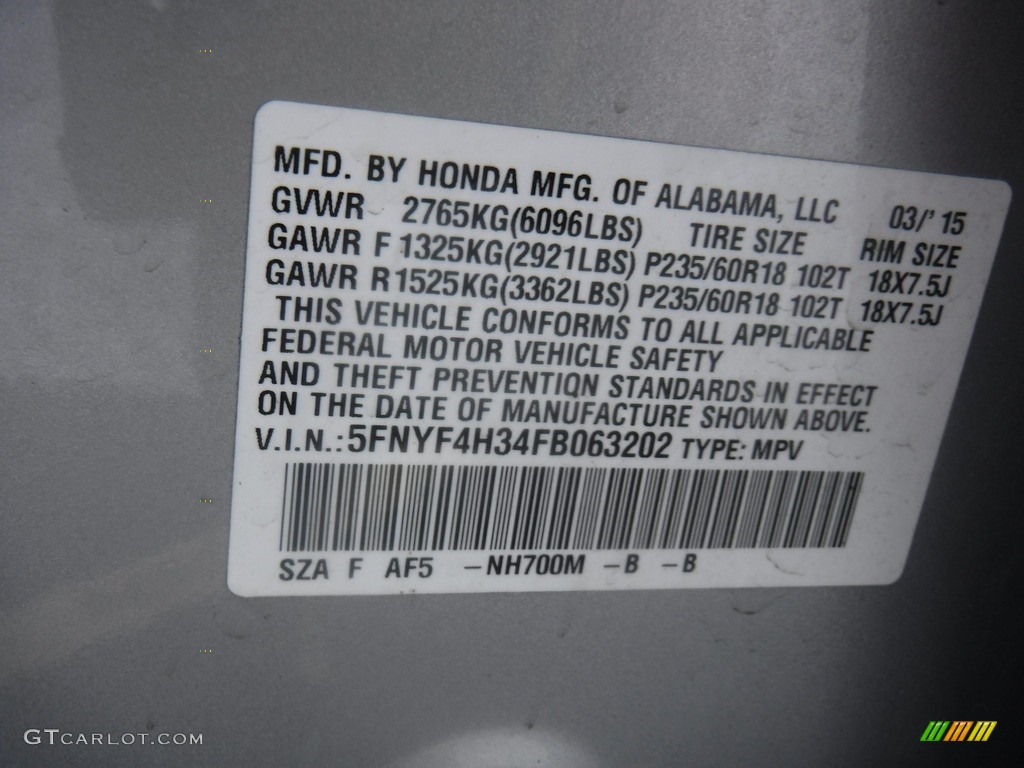 MFD. BY HONDA MFG. OF ALABAMA, LLC 03/'15
GVWR 2765KG(6096LBS) TIRE SIZE RIM SIZE
GAWR F 1325KG(2921LBS) P235/60R18 102T 18X7.5J
GAWR R 1525KG(3362LBS) P235/60R18 102T 18X7.5J
THIS VEHICLE CONFORMS TO ALL APPLICABLE
FEDERAL MOTOR VEHICLE SAFETY
AND THEFT PREVENTION STANDARDS IN EFFECT
ON THE DATE OF MANUFACTURE SHOWN ABOVE.
V.I.N.: 5FNYF4H34FB063202 TYPE: MPV
SZA F AF5 -NH700M -B -B
GTCARLOT.COM